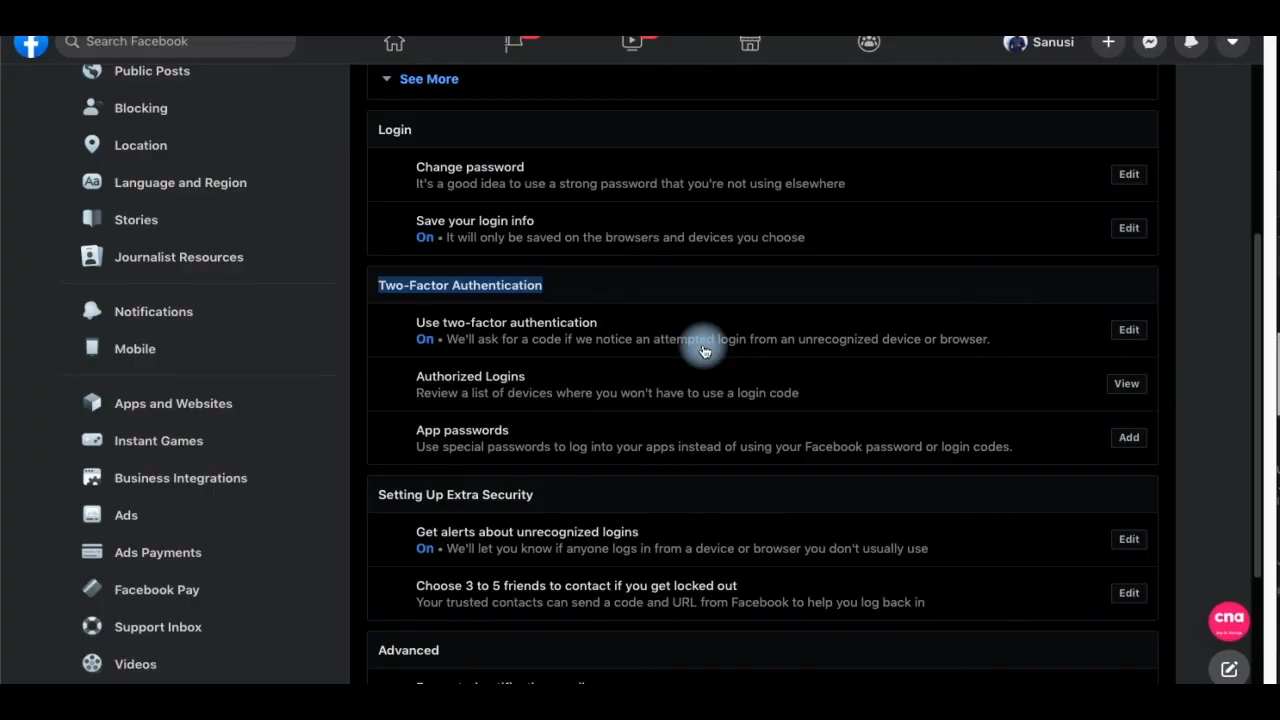 Search Facebook
Sanusi
Public Posts
Blocking
Location
Language and Region
Stories
Journalist Resources
Notifications
Mobile
Apps and Websites
Instant Games
Business Integrations
Ads
Ads Payments
Facebook Pay
Support Inbox
Videos
See More
Login
Change password
It's a good idea to use a strong password that you're not using elsewhere
Edit
Save your login info
On • It will only be saved on the browsers and devices you choose
Edit
Two-Factor Authentication
Use two-factor authentication
On • We'll ask for a code if we notice an attempted login from an unrecognized device or browser.
Edit
Authorized Logins
Review a list of devices where you won't have to use a login code
View
App passwords
Use special passwords to log into your apps instead of using your Facebook password or login codes.
Add
Setting Up Extra Security
Get alerts about unrecognized logins
On • We'll let you know if anyone logs in from a device or browser you don't usually use
Edit
Choose 3 to 5 friends to contact if you get locked out
Your trusted contacts can send a code and URL from Facebook to help you log back in
Edit
Advanced
cna